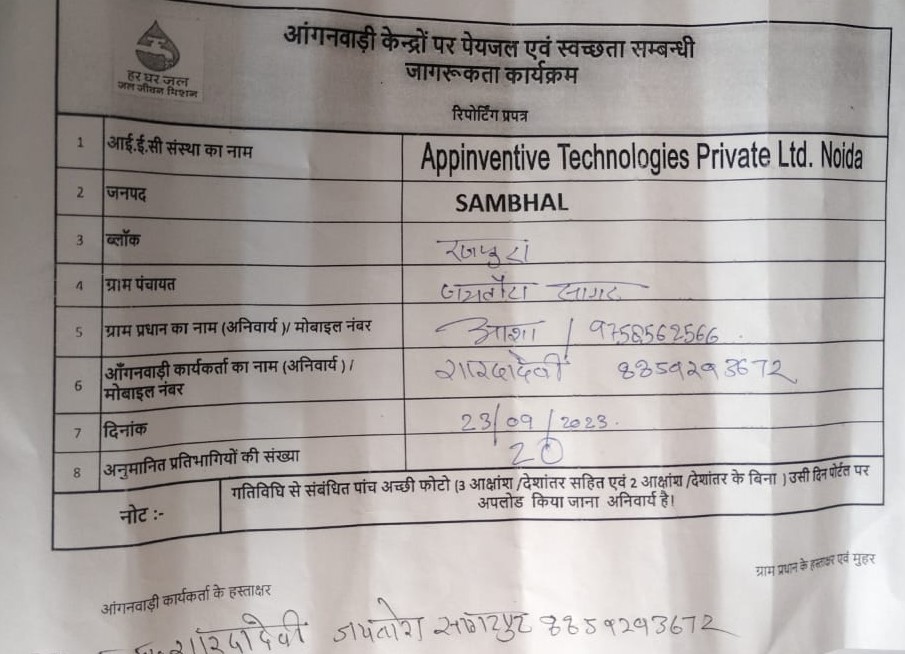 हर घर जल
जल जीवन मिशन
आंगनवाड़ी केन्द्रों पर पेयजल एवं स्वच्छता सम्बन्धी
जागरूकता कार्यक्रम
रिपोर्टिंग प्रपत्र
1 आई.ई.सी संस्था का नाम Appinventive Technologies Private Ltd. Noida
2 जनपद SAMBHAL
3 ब्लॉक रजपुरां
4 ग्राम पंचायत
5 ग्राम प्रधान का नाम (अनिवार्य)/ मोबाइल नंबर आशा / 9758562566
6 आँगनवाड़ी कार्यकर्ता का नाम (अनिवार्य) /
मोबाइल नंबर शारदादेवी 8859293672
7 दिनांक 23/09/2023
8 अनुमानित प्रतिभागियों की संख्या 20
नोट :- गतिविधि से संबंधित पांच अच्छी फोटो (3 आक्षांश /देशांतर सहित एवं 2 आक्षांश /देशांतर के बिना ) उसी दिन पोर्टल पर
अपलोड किया जाना अनिवार्य है।
ग्राम प्रधान के हस्ताक्षर एवं मुहर
आंगनवाड़ी कार्यकर्ता के हस्ताक्षर
शारदादेवी 8859293672